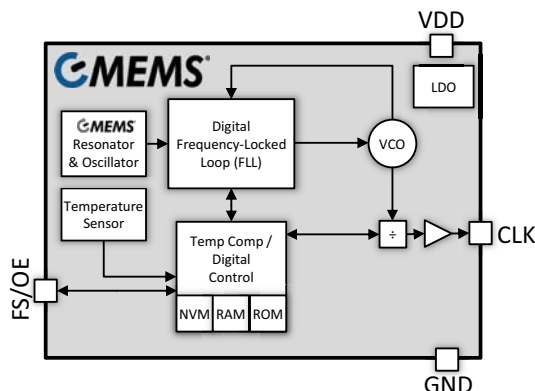 VDD
CMEMS®
LDO
CMEMS
Resonator
& Oscillator
Digital
Frequency-Locked
Loop (FLL)
VCO
Temperature
Sensor
Temp Comp /
Digital
Control
÷
CLK
FS/OE
NVM RAM ROM
GND